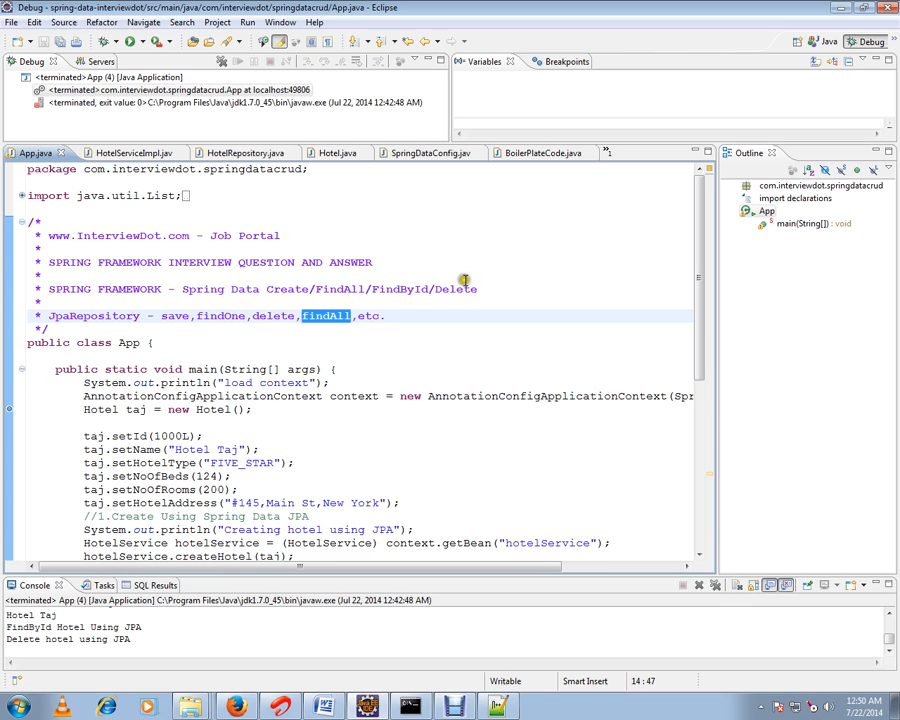 Debug - spring-data-interviewdot/src/main/java/com/interviewdot/springdatacrud/App.java - Eclipse
File Edit Source Refactor Navigate Search Project Run Window Help
Java Debug
Debug Servers
Variables Breakpoints
<terminated> App (4) [Java Application]
<terminated>com.interviewdot.springdatacrud.App at localhost:49806
<terminated, exit value: 0>C:\Program Files\Java\jdk1.7.0_45\bin\javaw.exe (Jul 22, 2014 12:42:48 AM)
App.java HotelServiceImpl.jav HotelRepository.java Hotel.java SpringDataConfig.jav BoilerPlateCode.java »1
package com.interviewdot.springdatacrud;
import java.util.List;
/*
* www.InterviewDot.com - Job Portal
*
* SPRING FRAMEWORK INTERVIEW QUESTION AND ANSWER
*
* SPRING FRAMEWORK - Spring Data Create/FindAll/FindById/Delete
*
* JpaRepository - save,findOne,delete,findAll,etc.
*/
public class App {
public static void main(String[] args) {
System.out.println("load context");
AnnotationConfigApplicationContext context = new AnnotationConfigApplicationContext(Spr
Hotel taj = new Hotel();
taj.setId(1000L);
taj.setName("Hotel Taj");
taj.setHotelType("FIVE_STAR");
taj.setNoOfBeds(124);
taj.setNoOfRooms(200);
taj.setHotelAddress("#145,Main St,New York");
//1.Create Using Spring Data JPA
System.out.println("Creating hotel using JPA");
HotelService hotelService = (HotelService) context.getBean("hotelService");
hotelService.createHotel(taj);
Outline
com.interviewdot.springdatacrud
import declarations
App
main(String[]) : void
Console Tasks SQL Results
<terminated> App (4) [Java Application] C:\Program Files\Java\jdk1.7.0_45\bin\javaw.exe (Jul 22, 2014 12:42:48 AM)
Hotel Taj
FindById Hotel Using JPA
Delete hotel using JPA
Writable Smart Insert 14 : 47
12:50 AM
7/22/2014